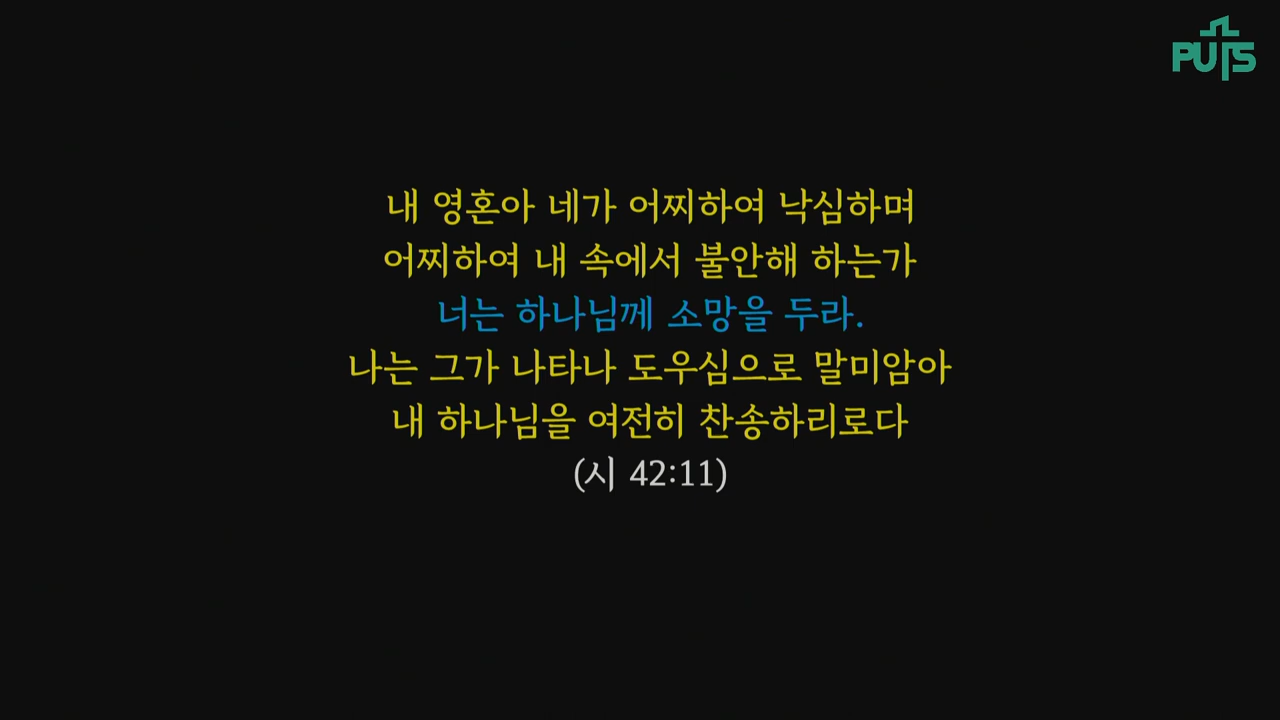 PUTS
내 영혼아 네가 어찌하여 낙심하며
어찌하여 내 속에서 불안해 하는가
너는 하나님께 소망을 두라.
나는 그가 나타나 도우심으로 말미암아
내 하나님을 여전히 찬송하리로다
(시 42:11)